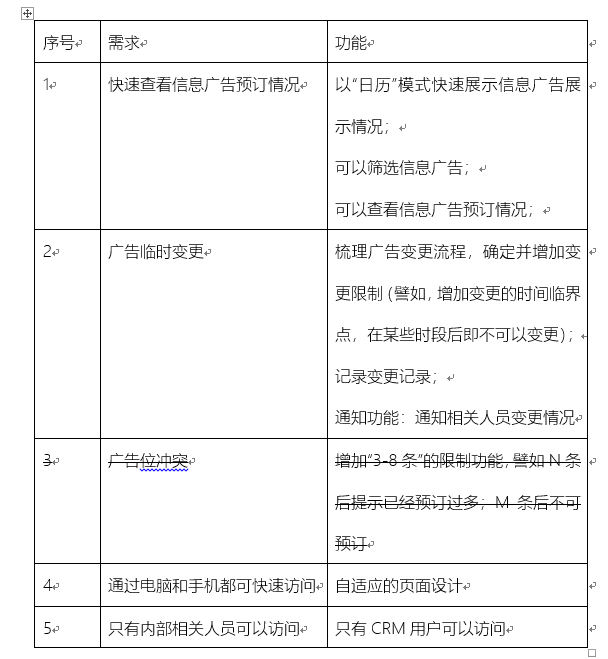 序号 需求 功能
1 快速查看信息广告预订情况 以“日历”模式快速展示信息广告展
示情况；
可以筛选信息广告；
可以查看信息广告预订情况；
2 广告临时变更 梳理广告变更流程，确定并增加变
更限制（譬如，增加变更的时间临界
点，在某些时段后即不可以变更）；
记录变更记录；
通知功能：通知相关人员变更情况
3 广告位冲突 增加“3-8 条”的限制功能，譬如 N 条
后提示已经预订过多；M 条后不可
预订
4 通过电脑和手机都可快速访问 自适应的页面设计
5 只有内部相关人员可以访问 只有 CRM 用户可以访问